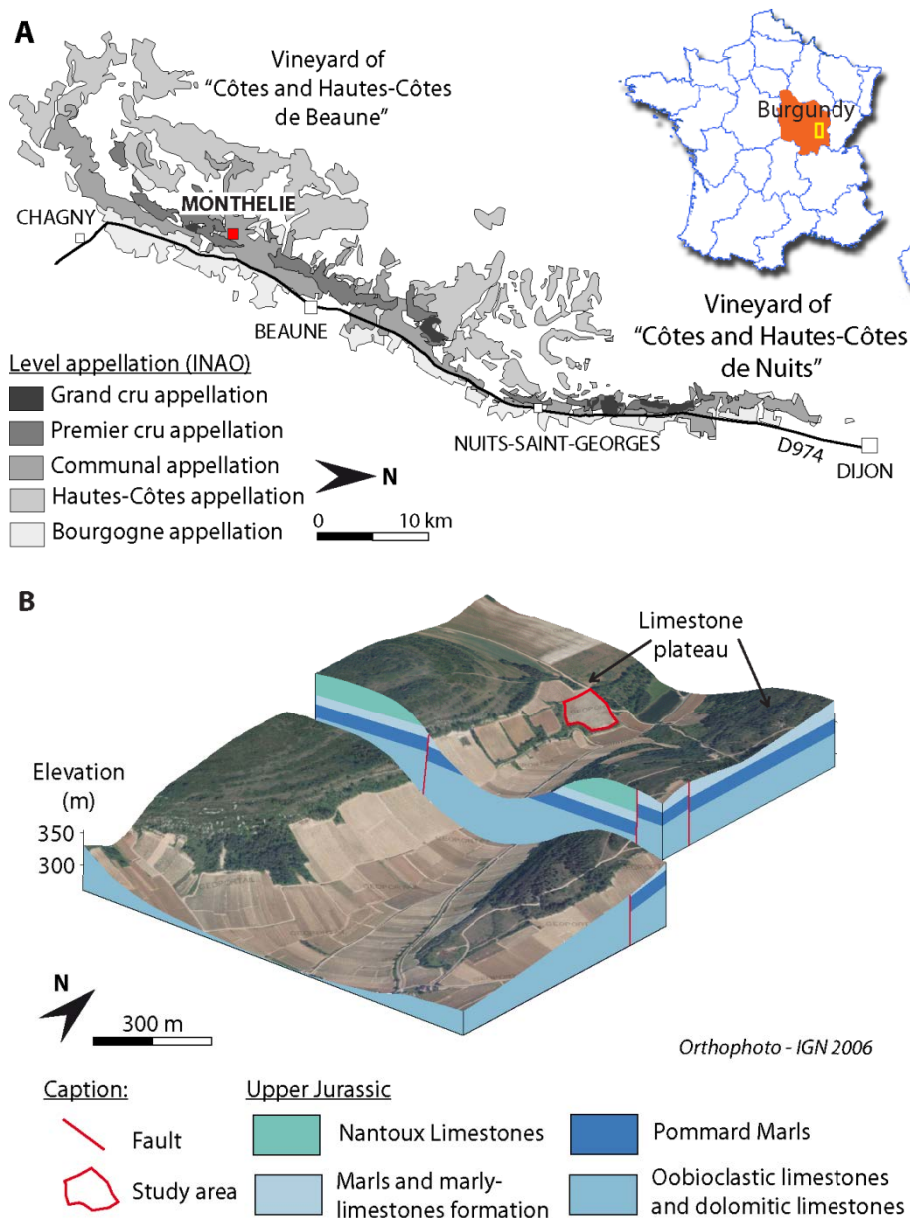 A
Vineyard of
“Côtes and Hautes-Côtes
de Beaune”
Burgundy
MONTHELIE
CHAGNY
BEAUNE
Vineyard of
“Côtes and Hautes-Côtes
de Nuits”
Level appellation (INAO)
Grand cru appellation
Premier cru appellation
Communal appellation
Hautes-Côtes appellation
Bourgogne appellation
NUITS-SAINT-GEORGES
D974
DIJON
N
0 10 km
B
Limestone
plateau
Elevation
(m)
350
300
N
300 m
Orthophoto - IGN 2006
Caption:
Fault
Study area
Upper Jurassic
Nantoux Limestones
Marls and marly-
limestones formation
Pommard Marls
Oobioclastic limestones
and dolomitic limestones